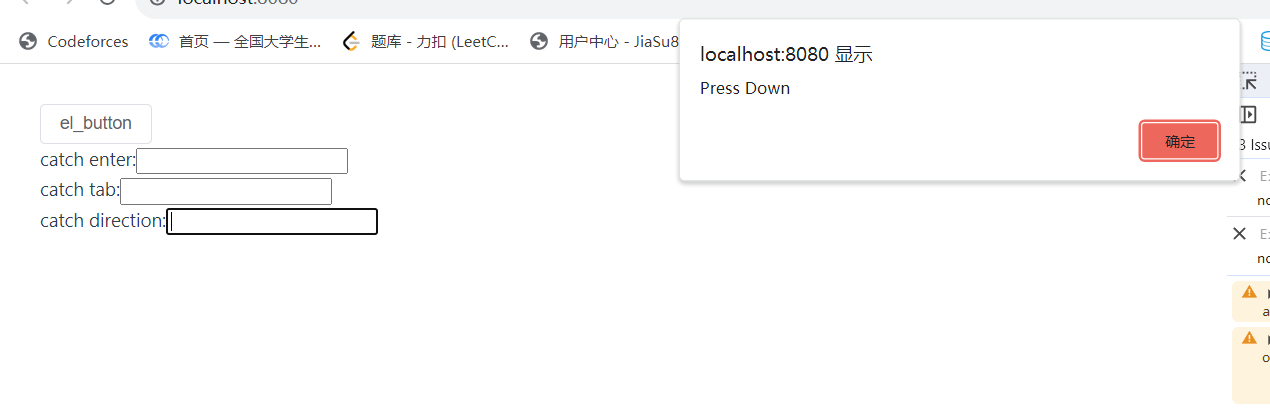 localhost:8080
Codeforces 首页 — 全国大学生... 题库 - 力扣 (LeetC... 用户中心 - JiaSu8
localhost:8080 显示
Press Down
确定
el_button
catch enter:
catch tab:
catch direction:
3 Issu